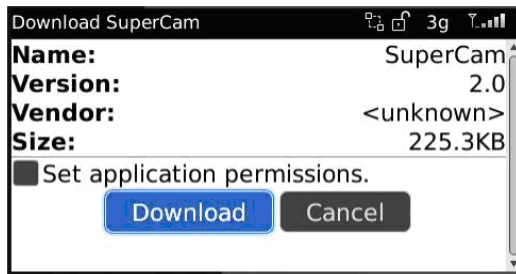 Download SuperCam 3g
Name: SuperCam
Version: 2.0
Vendor: <unknown>
Size: 225.3KB
Set application permissions.
Download Cancel